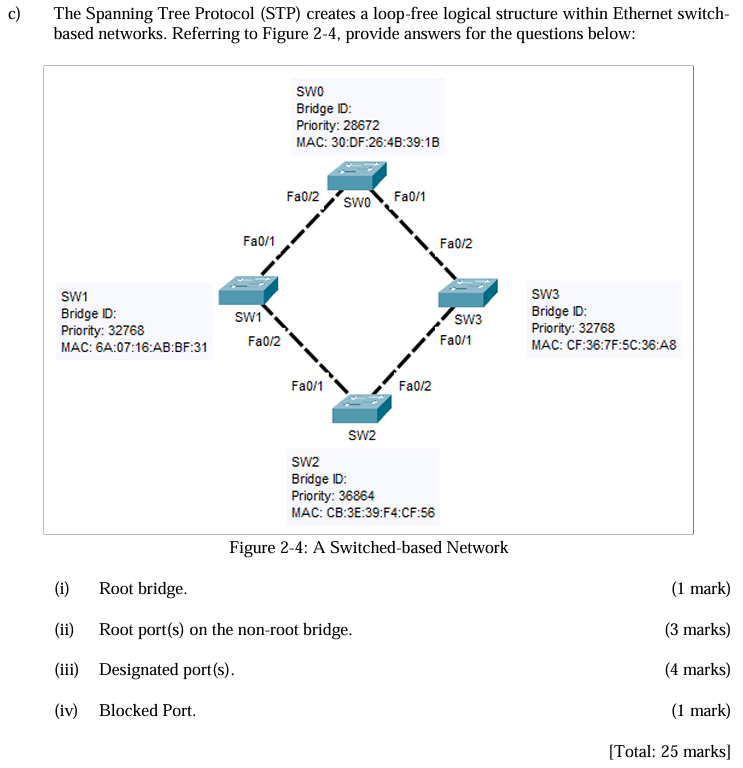 c) The Spanning Tree Protocol (STP) creates a loop-free logical structure within Ethernet switch-
based networks. Referring to Figure 2-4, provide answers for the questions below:
SW0
Bridge ID:
Priority: 28672
MAC: 30:DF:26:4B:39:1B
Fa0/2
SW0
Fa0/1
Fa0/1
Fa0/2
SW1
Bridge ID:
Priority: 32768
MAC: 6A:07:16:AB:BF:31
SW1
Fa0/2
SW3
Fa0/1
SW3
Bridge ID:
Priority: 32768
MAC: CF:36:7F:5C:36:A8
Fa0/1
Fa0/2
SW2
SW2
Bridge ID:
Priority: 36864
MAC: CB:3E:39:F4:CF:56
Figure 2-4: A Switched-based Network
(i) Root bridge. (1 mark)
(ii) Root port(s) on the non-root bridge. (3 marks)
(iii) Designated port(s). (4 marks)
(iv) Blocked Port. (1 mark)
[Total: 25 marks]